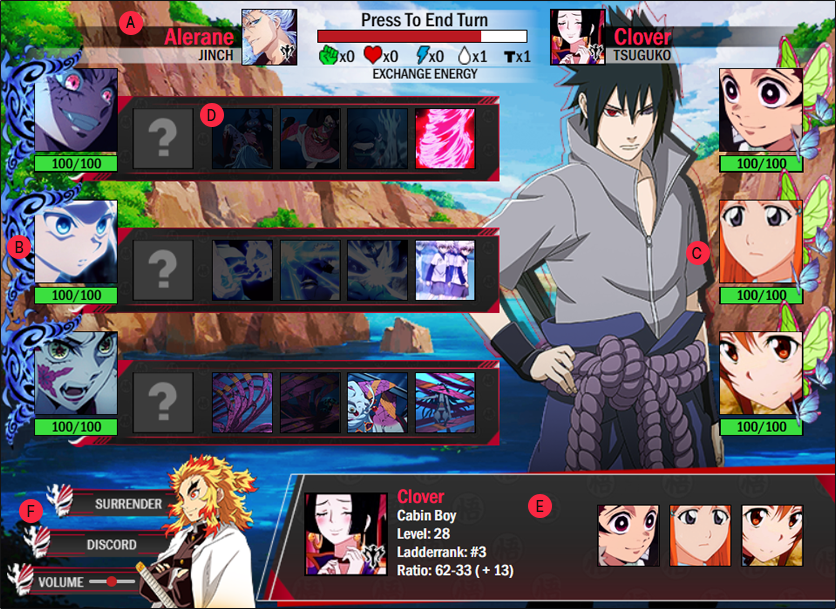 A
Alerane
JINCH
Press To End Turn
x0 x0 x0 x1 Tx1
EXCHANGE ENERGY
Clover
TSUGUKO
100/100
?
D
100/100
B
100/100
?
C
100/100
100/100
?
100/100
F
SURRENDER
DISCORD
VOLUME
Clover
Cabin Boy
Level: 28
Ladderrank: #3
Ratio: 62-33 ( + 13)
E